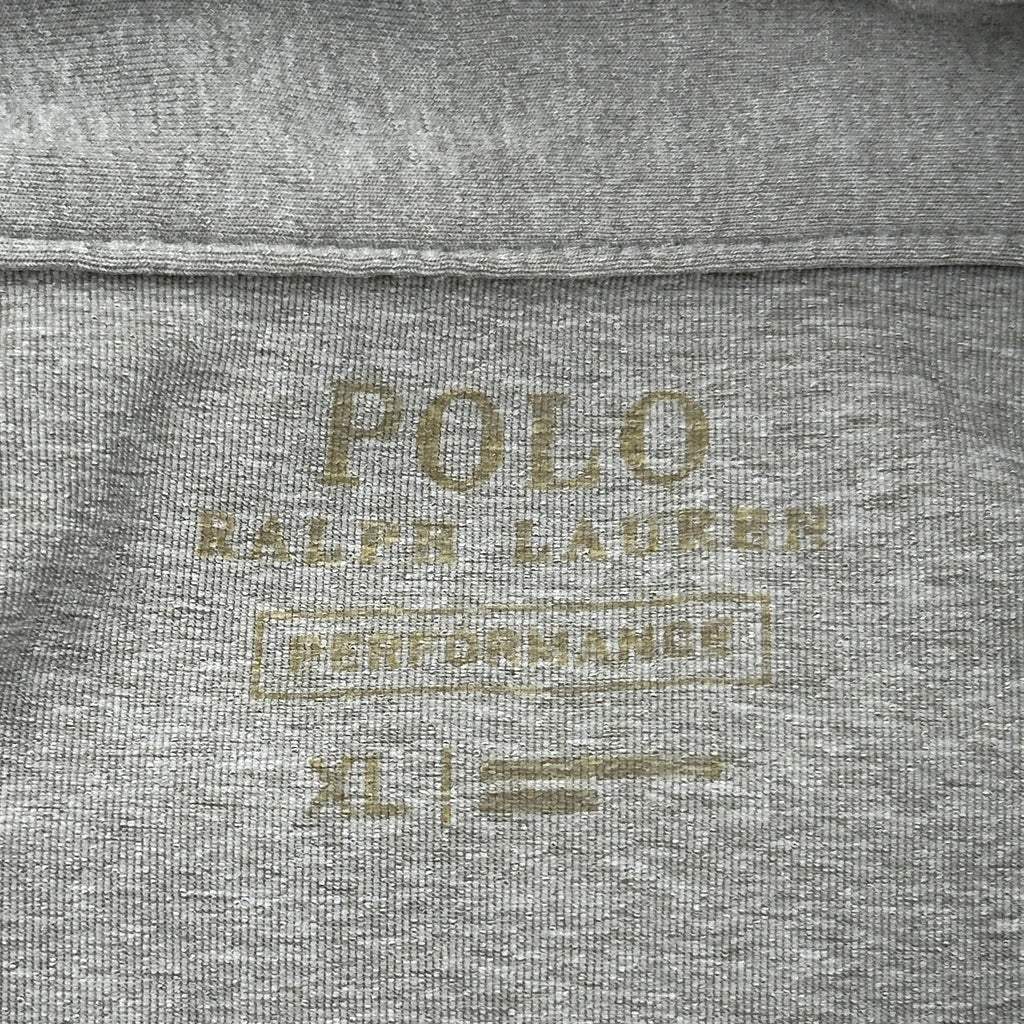 POLO
RALPH LAUREN
PERFORMANCE
XL |